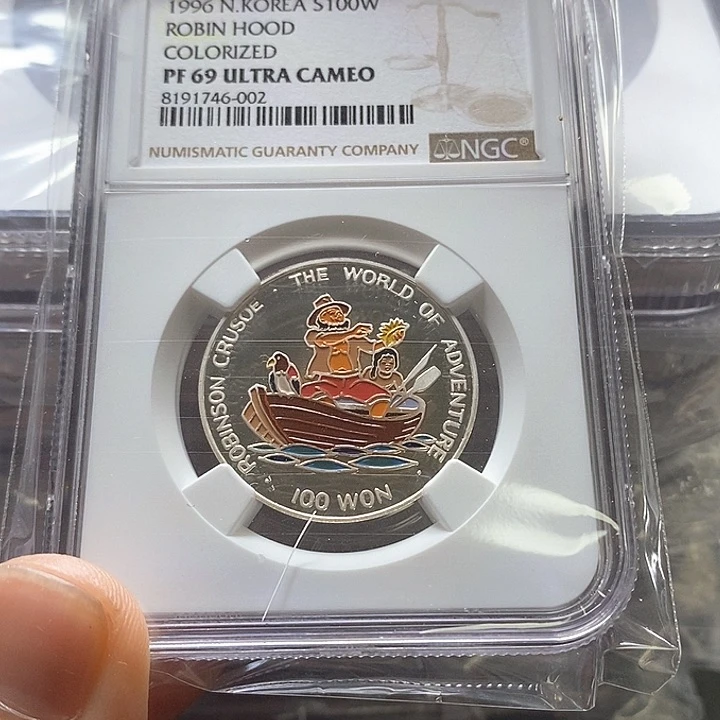 1996 N.KOREA S100W
ROBIN HOOD
COLORIZED
PF 69 ULTRA CAMEO
8191746-002
NUMISMATIC GUARANTY COMPANY
NGC®
ROBINSON CRUSOE · THE WORLD OF ADVENTURE
100 WON